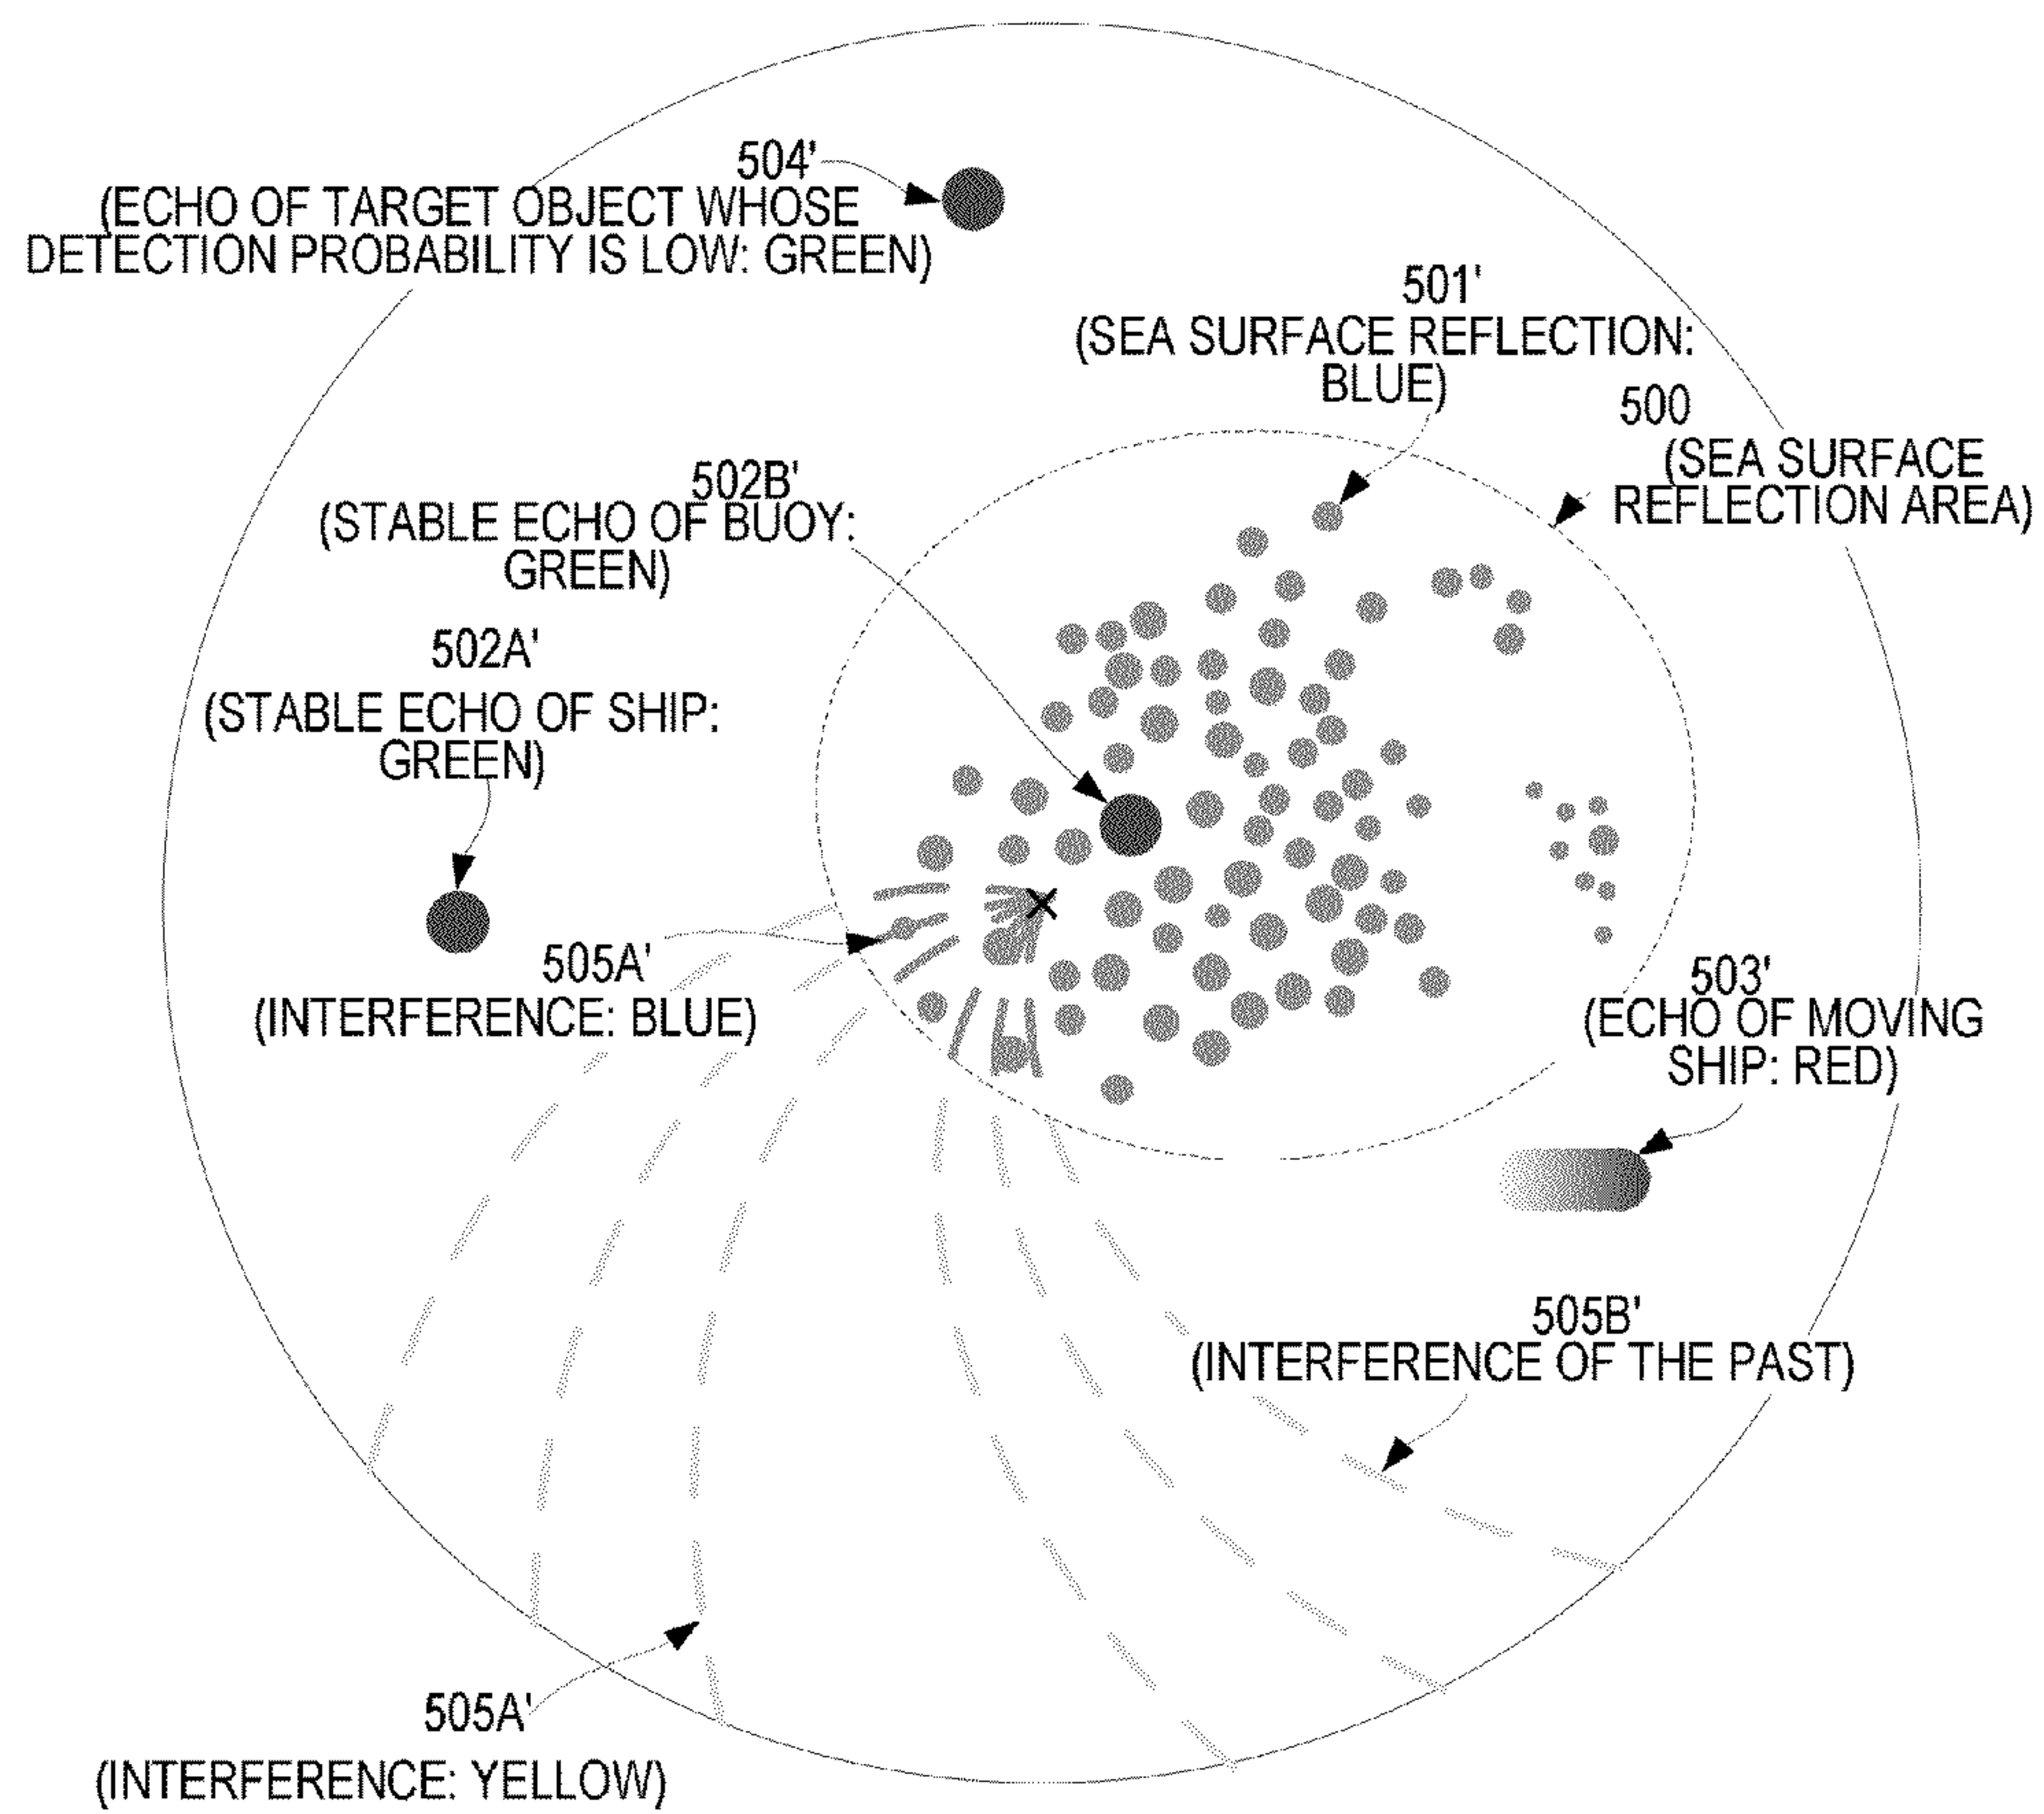 504'
(ECHO OF TARGET OBJECT WHOSE
DETECTION PROBABILITY IS LOW: GREEN)
501'
(SEA SURFACE REFLECTION:
BLUE)
500
(SEA SURFACE
REFLECTION AREA)
502B'
(STABLE ECHO OF BUOY:
GREEN)
502A'
(STABLE ECHO OF SHIP:
GREEN)
505A'
(INTERFERENCE: BLUE)
503'
(ECHO OF MOVING
SHIP: RED)
505B'
(INTERFERENCE OF THE PAST)
505A'
(INTERFERENCE: YELLOW)